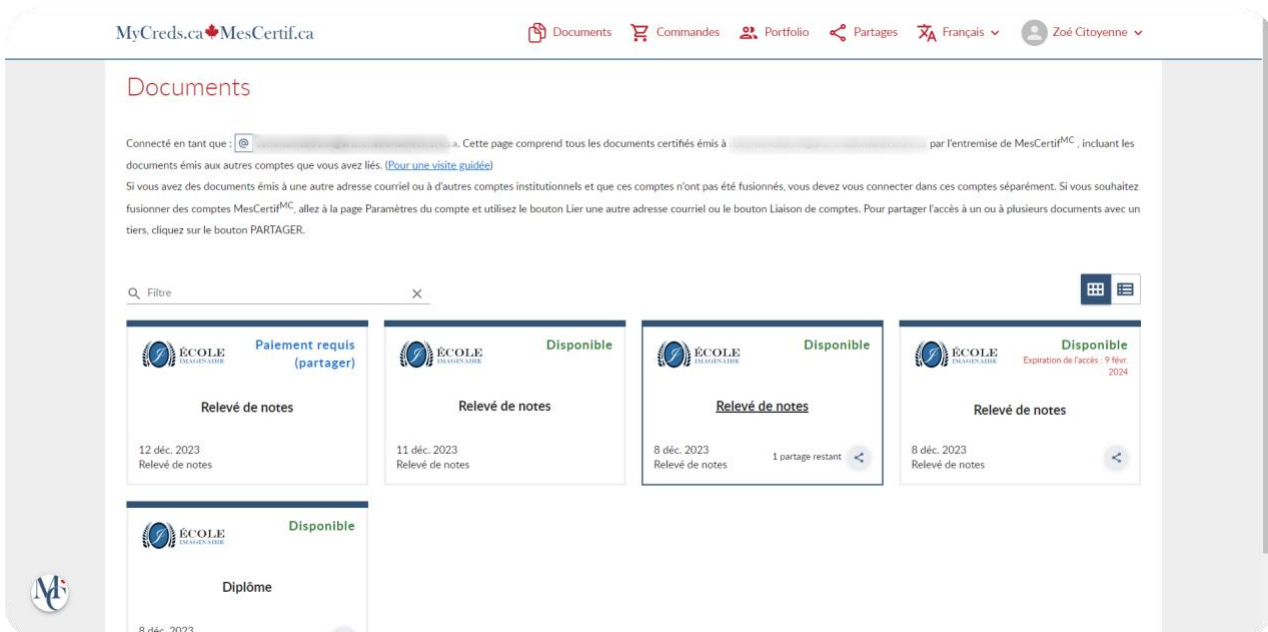 MyCreds.ca MesCertif.ca
Documents
Commandes
Portfolio
Partages
Français
Zoé Citoyenne
Documents
Connecté en tant que : @ a. Cette page comprend tous les documents certifiés émis à par l'entremise de MesCertifMC , incluant les
documents émis aux autres comptes que vous avez liés. (Pour une visite guidée)
Si vous avez des documents émis à une autre adresse courriel ou à d'autres comptes institutionnels et que ces comptes n'ont pas été fusionnés, vous devez vous connecter dans ces comptes séparément. Si vous souhaitez
fusionner des comptes MesCertifMC, allez à la page Paramètres du compte et utilisez le bouton Lier une autre adresse courriel ou le bouton Liaison de comptes. Pour partager l'accès à un ou à plusieurs documents avec un
tiers, cliquez sur le bouton PARTAGER.
Filtre
ÉCOLE
IMAGINAIRE
Paiement requis
(partager)
Relevé de notes
12 déc. 2023
Relevé de notes
ÉCOLE
IMAGINAIRE
Disponible
Relevé de notes
11 déc. 2023
Relevé de notes
ÉCOLE
IMAGINAIRE
Disponible
Relevé de notes
8 déc. 2023
Relevé de notes
1 partage restant
ÉCOLE
IMAGINAIRE
Disponible
Expiration de l'accès : 9 févr.
2024
Relevé de notes
8 déc. 2023
Relevé de notes
ÉCOLE
IMAGINAIRE
Disponible
Diplôme
8 déc. 2023
MC